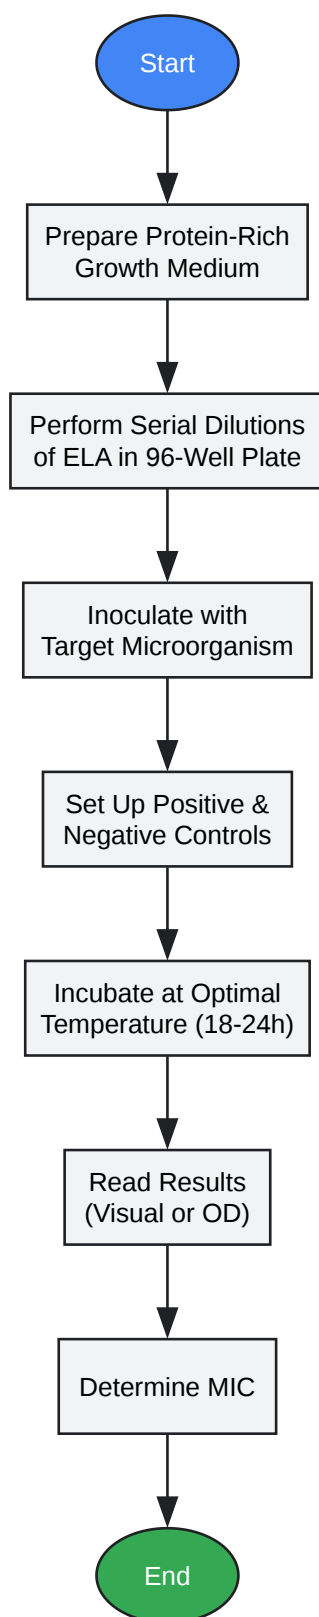 Start
Prepare Protein-Rich
Growth Medium
Perform Serial Dilutions
of ELA in 96-Well Plate
Inoculate with
Target Microorganism
Set Up Positive &
Negative Controls
Incubate at Optimal
Temperature (18-24h)
Read Results
(Visual or OD)
Determine MIC
End